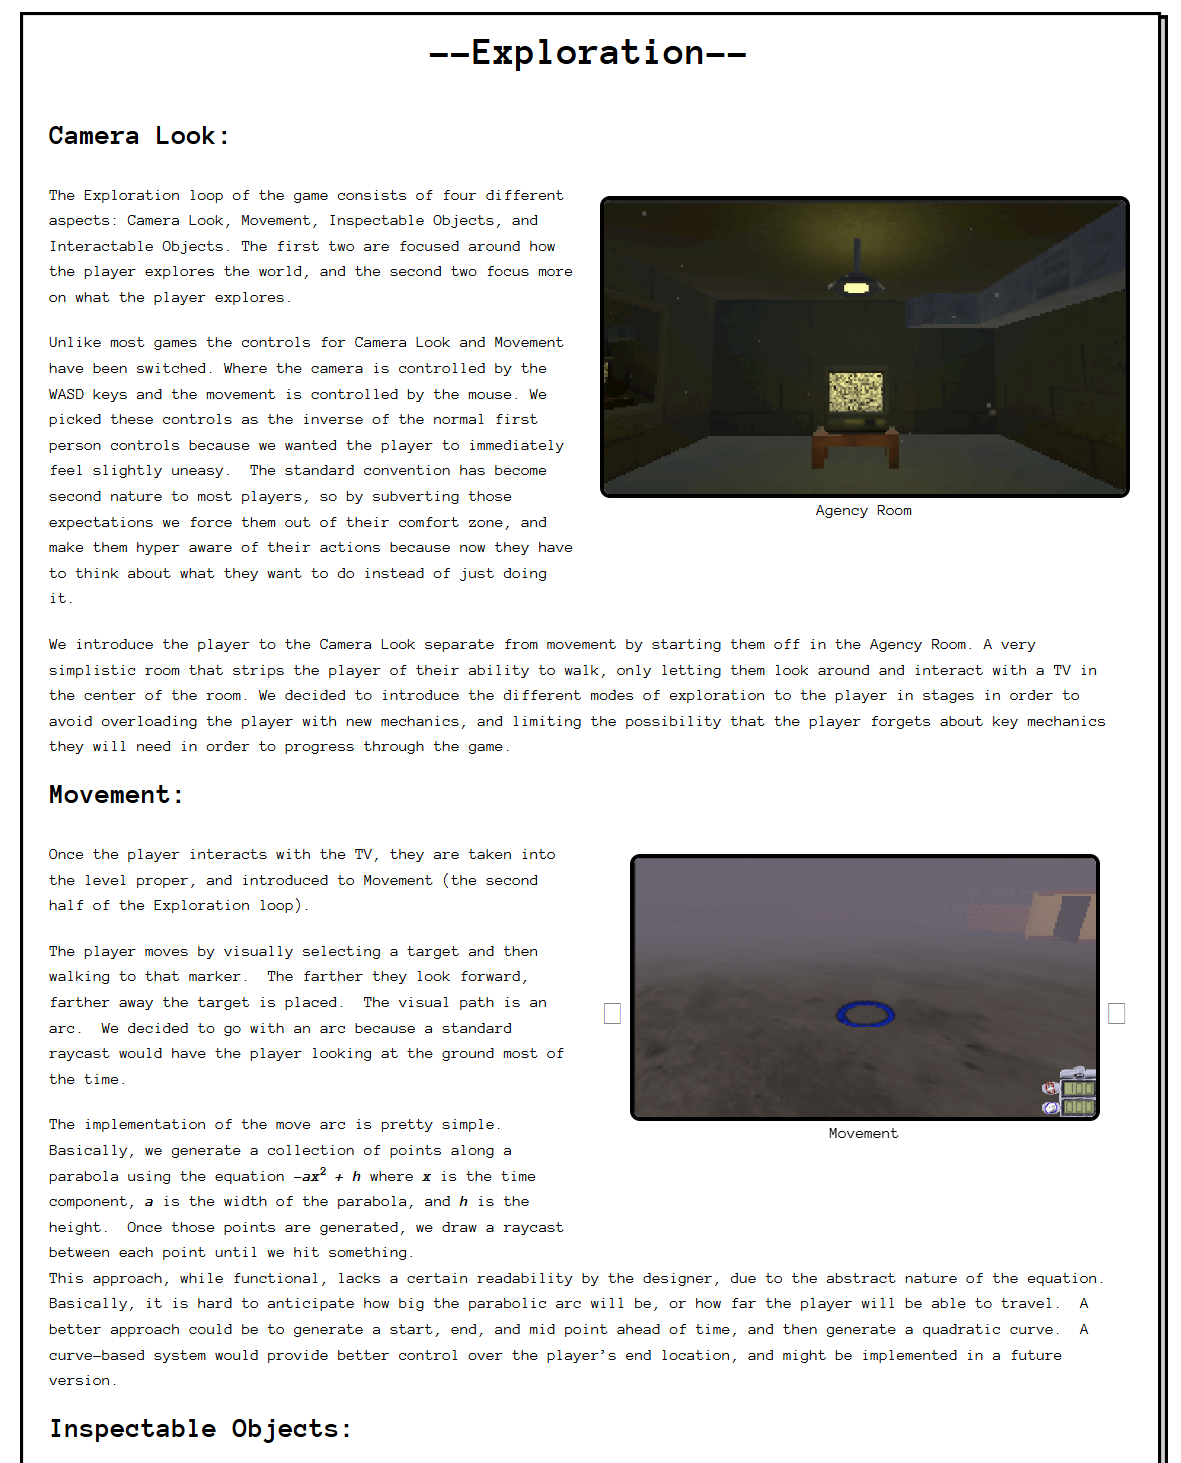 --Exploration--
Camera Look:
The Exploration loop of the game consists of four different
aspects: Camera Look, Movement, Inspectable Objects, and
Interactable Objects. The first two are focused around how
the player explores the world, and the second two focus more
on what the player explores.
Unlike most games the controls for Camera Look and Movement
have been switched. Where the camera is controlled by the
WASD keys and the movement is controlled by the mouse. We
picked these controls as the inverse of the normal first
person controls because we wanted the player to immediately
feel slightly uneasy.  The standard convention has become
second nature to most players, so by subverting those
expectations we force them out of their comfort zone, and
make them hyper aware of their actions because now they have
to think about what they want to do instead of just doing
it.
Agency Room
We introduce the player to the Camera Look separate from movement by starting them off in the Agency Room. A very
simplistic room that strips the player of their ability to walk, only letting them look around and interact with a TV in
the center of the room. We decided to introduce the different modes of exploration to the player in stages in order to
avoid overloading the player with new mechanics, and limiting the possibility that the player forgets about key mechanics
they will need in order to progress through the game.
Movement:
Once the player interacts with the TV, they are taken into
the level proper, and introduced to Movement (the second
half of the Exploration loop).
The player moves by visually selecting a target and then
walking to that marker.  The farther they look forward,
farther away the target is placed.  The visual path is an
arc.  We decided to go with an arc because a standard
raycast would have the player looking at the ground most of
the time.
The implementation of the move arc is pretty simple.
Basically, we generate a collection of points along a
parabola using the equation -ax² + h where x is the time
component, a is the width of the parabola, and h is the
height.  Once those points are generated, we draw a raycast
between each point until we hit something.
100
100
Movement
This approach, while functional, lacks a certain readability by the designer, due to the abstract nature of the equation.
Basically, it is hard to anticipate how big the parabolic arc will be, or how far the player will be able to travel.  A
better approach could be to generate a start, end, and mid point ahead of time, and then generate a quadratic curve.  A
curve-based system would provide better control over the player's end location, and might be implemented in a future
version.
Inspectable Objects: